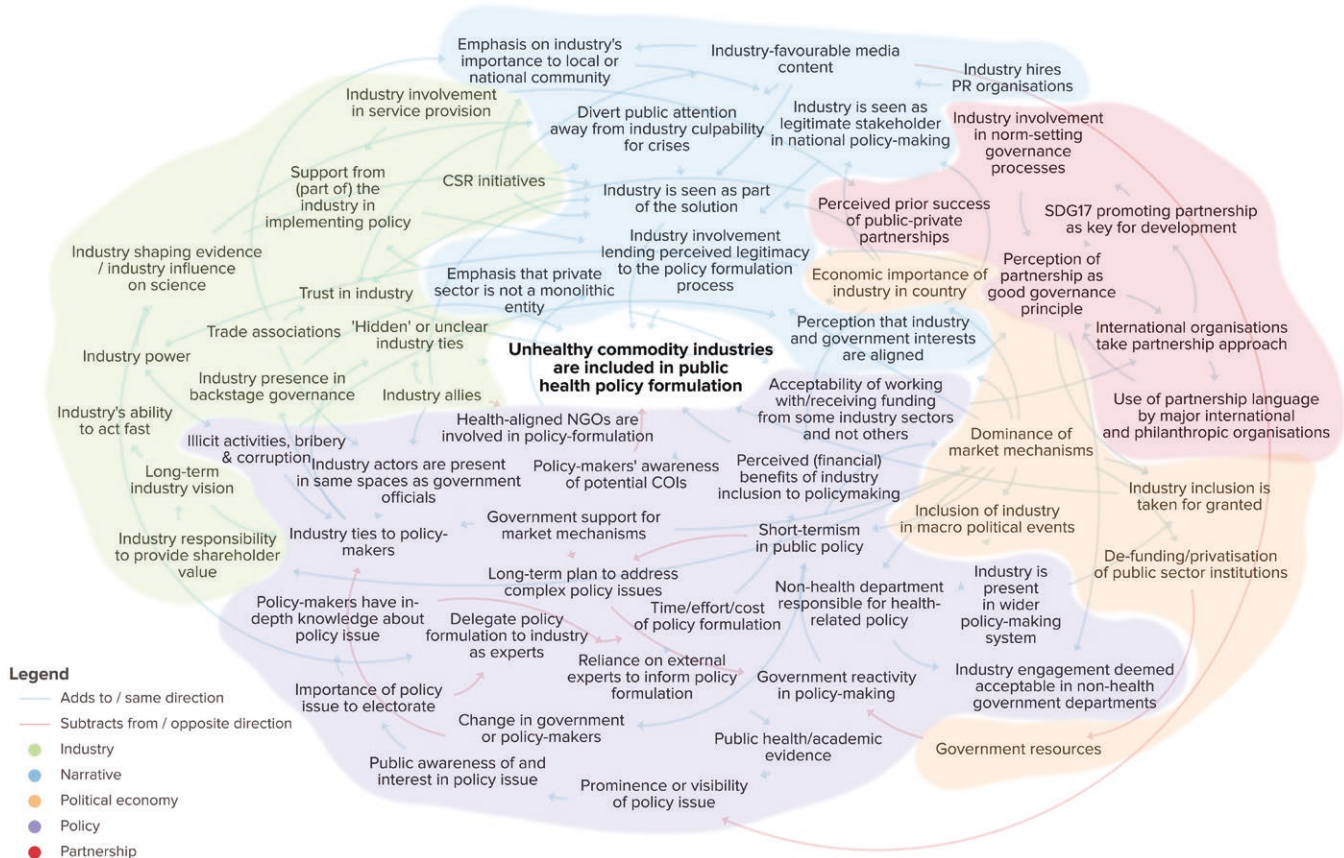 Emphasis on industry's
importance to local or
national community
Industry-favourable media
content
Industry hires
PR organisations
Industry involvement
in service provision
Divert public attention
away from industry culpability
for crises
Industry is seen as
legitimate stakeholder
in national policy-making
Industry involvement
in norm-setting
governance
processes
Support from
(part of) the
industry in
implementing policy
CSR initiatives
Industry is seen as part
of the solution
Perceived prior success
of public-private
partnerships
SDG17 promoting partnership
as key for development
Industry shaping evidence
/ industry influence
on science
Industry involvement
lending perceived legitimacy
to the policy formulation
process
Emphasis that private
sector is not a monolithic
entity
Economic importance of
industry in country
Perception of
partnership as
good governance
principle
Trust in industry
Trade associations
'Hidden' or unclear
industry ties
Perception that industry
and government interests
are aligned
International organisations
take partnership approach
Industry power
Unhealthy commodity industries
are included in public
health policy formulation
Industry presence in
backstage governance
Industry allies
Acceptability of working
with/receiving funding
from some industry sectors
and not others
Use of partnership language
by major international
and philanthropic organisations
Industry's ability
to act fast
Health-aligned NGOs are
involved in policy-formulation
Illicit activities, bribery
& corruption
Dominance of
market mechanisms
Industry actors are present
in same spaces as government
officials
Policy-makers' awareness
of potential COIs
Perceived (financial)
benefits of industry
inclusion to policymaking
Long-term
industry vision
Industry inclusion is
taken for granted
Industry responsibility
to provide shareholder
value
Industry ties to policy-
makers
Government support for
market mechanisms
Short-termism
in public policy
Inclusion of industry
in macro political events
De-funding/privatisation
of public sector institutions
Long-term plan to address
complex policy issues
Non-health department
responsible for health-
related policy
Industry is
present
in wider
policy-making
system
Policy-makers have in-
depth knowledge about
policy issue
Delegate policy
formulation to industry
as experts
Time/effort/cost
of policy formulation
Reliance on external
experts to inform policy
formulation
Government reactivity
in policy-making
Industry engagement deemed
acceptable in non-health
government departments
Importance of policy
issue to electorate
Change in government
or policy-makers
Public health/academic
evidence
Government resources
Public awareness of and
interest in policy issue
Prominence or visibility
of policy issue
Legend
Adds to / same direction
Subtracts from / opposite direction
Industry
Narrative
Political economy
Policy
Partnership